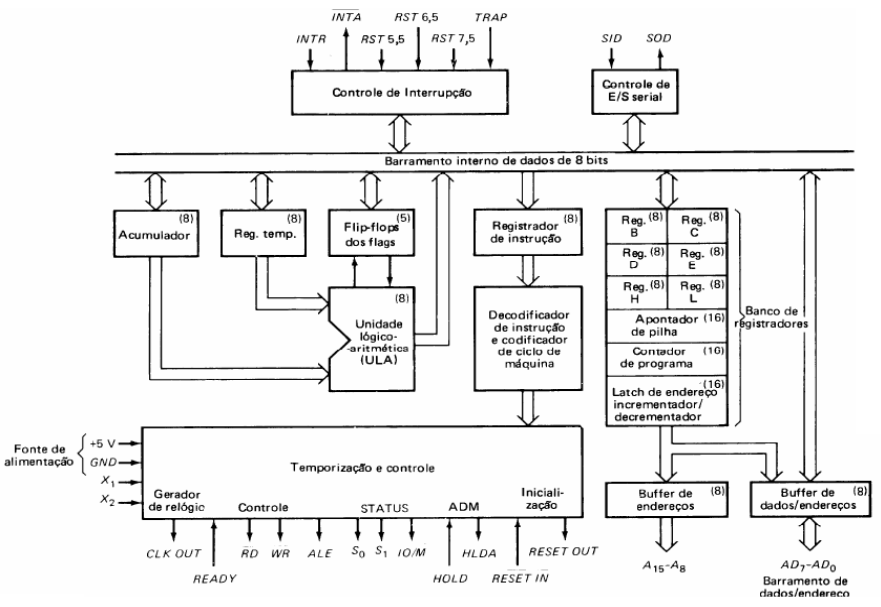 INTA
RST 6,5
TRAP
INTR
RST 5,5
RST 7,5
SID
SOD
Controle de Interrupção
Controle de
E/S serial
Barramento interno de dados de 8 bits
(8)
Acumulador
(8)
Reg. temp.
(5)
Flip-flops
dos flags
(8)
Registrador
de instrução
Reg. (8)
B
Reg. (8)
C
Reg. (8)
D
Reg. (8)
E
Reg. (8)
H
Reg. (8)
L
Apontador (16)
de pilha
Contador (16)
de programa
(16)
Latch de endereço
incrementador/
decrementador
Banco de
registradores
(8)
Unidade
lógico-
-aritmética
(ULA)
Decodificador
de instrução
e codificador
de ciclo de
máquina
Fonte de
alimentação
+5 V
GND
X1
X2
Temporização e controle
Gerador
de relógio
Controle
STATUS
ADM
Iniciali-
zação
(8)
Buffer de
endereços
(8)
Buffer de
dados/endereços
CLK OUT
READY
RD
WR
ALE
S0
S1
IO/M
HOLD
HLDA
RESET IN
RESET OUT
A15-A8
AD7-AD0
Barramento de
dados/endereço